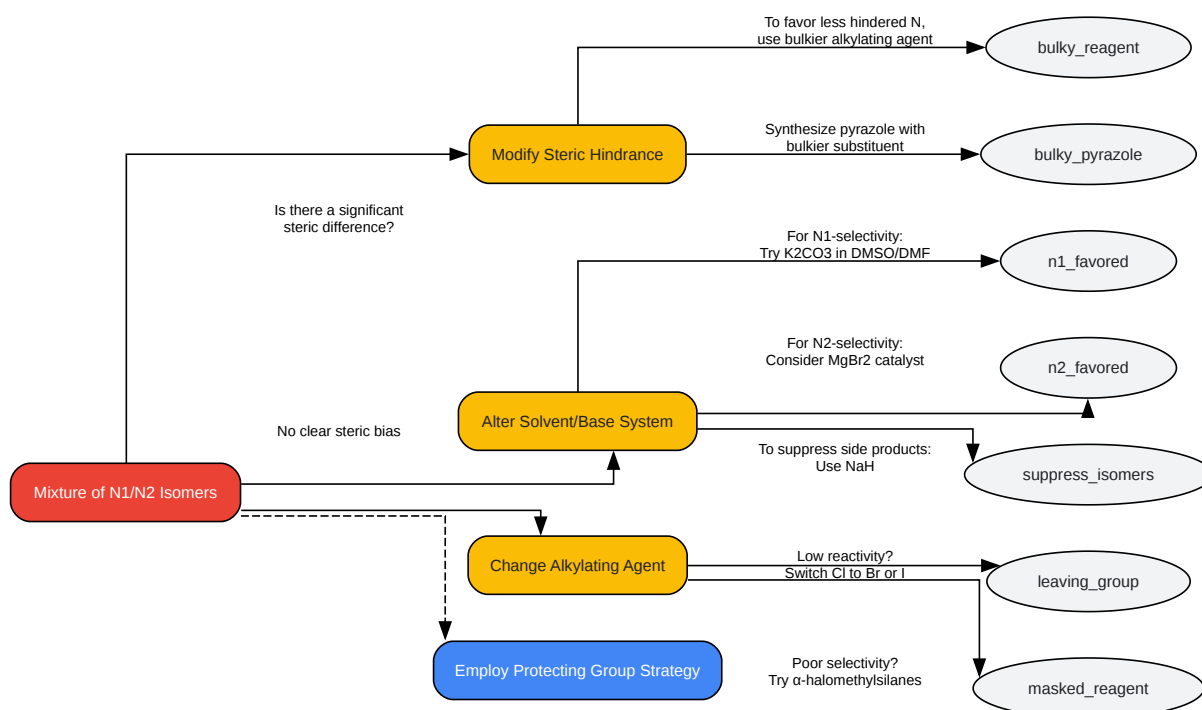 To favor less hindered N,
use bulkier alkylating agent
bulky_reagent
Modify Steric Hindrance
Synthesize pyrazole with
bulkier substituent
bulky_pyrazole
Is there a significant
steric difference?
For N1-selectivity:
Try K2CO3 in DMSO/DMF
n1_favored
For N2-selectivity:
Consider MgBr2 catalyst
n2_favored
Alter Solvent/Base System
No clear steric bias
To suppress side products:
Use NaH
suppress_isomers
Mixture of N1/N2 Isomers
Change Alkylating Agent
Low reactivity?
Switch Cl to Br or I
leaving_group
Employ Protecting Group Strategy
Poor selectivity?
Try α-halomethylsilanes
masked_reagent